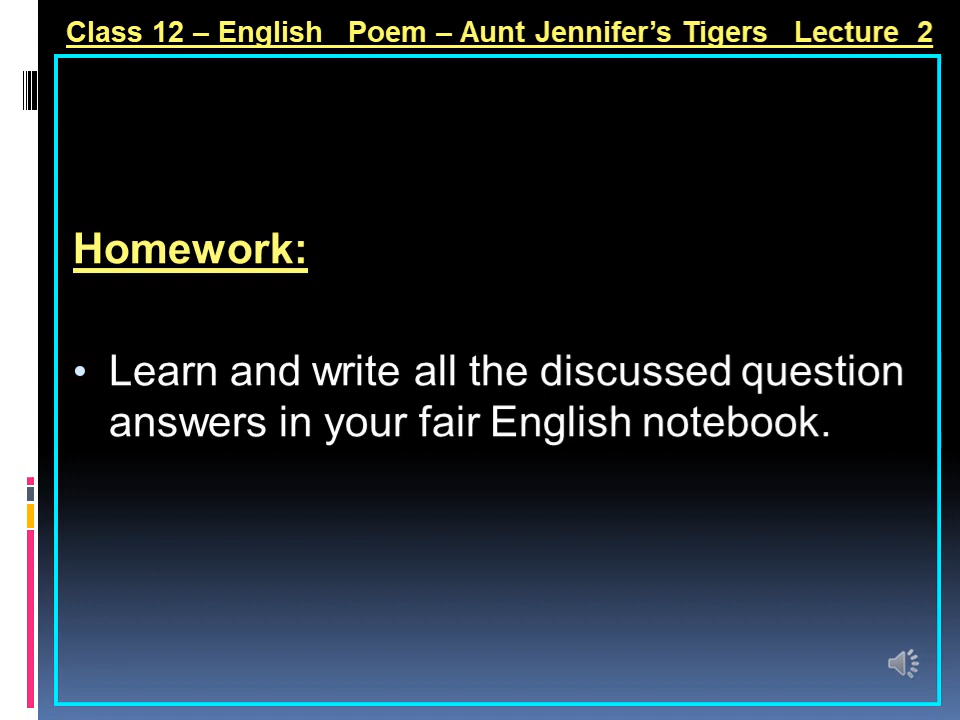 Class 12 – English   Poem – Aunt Jennifer’s Tigers   Lecture  2
Homework:
• Learn and write all the discussed question
answers in your fair English notebook.